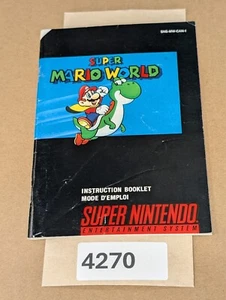 SUPER
MARIO WORLD
INSTRUCTION BOOKLET
MODE D'EMPLOI
SUPER NINTENDO
ENTERTAINMENT SYSTEM
4270